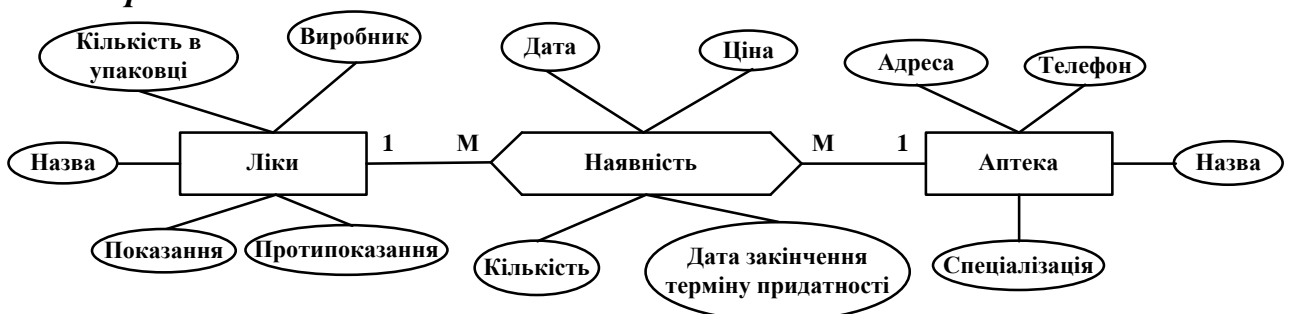 Кількість в
упаковці
Виробник
Дата
Ціна
Адреса
Телефон
Назва
Ліки
1
М
Наявність
М
1
Аптека
Назва
Показання
Протипоказання
Кількість
Дата закінчення
терміну придатності
Спеціалізація